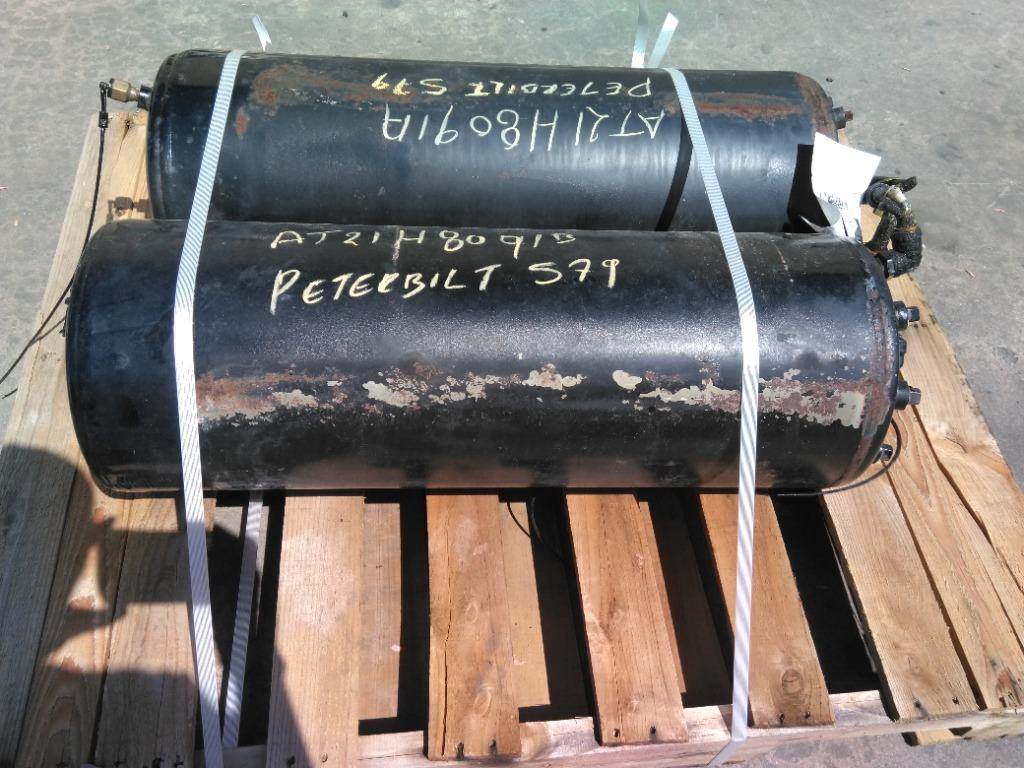 PETERBILT 579
AT21H8091A
AT21H8091B
PETERBILT 579